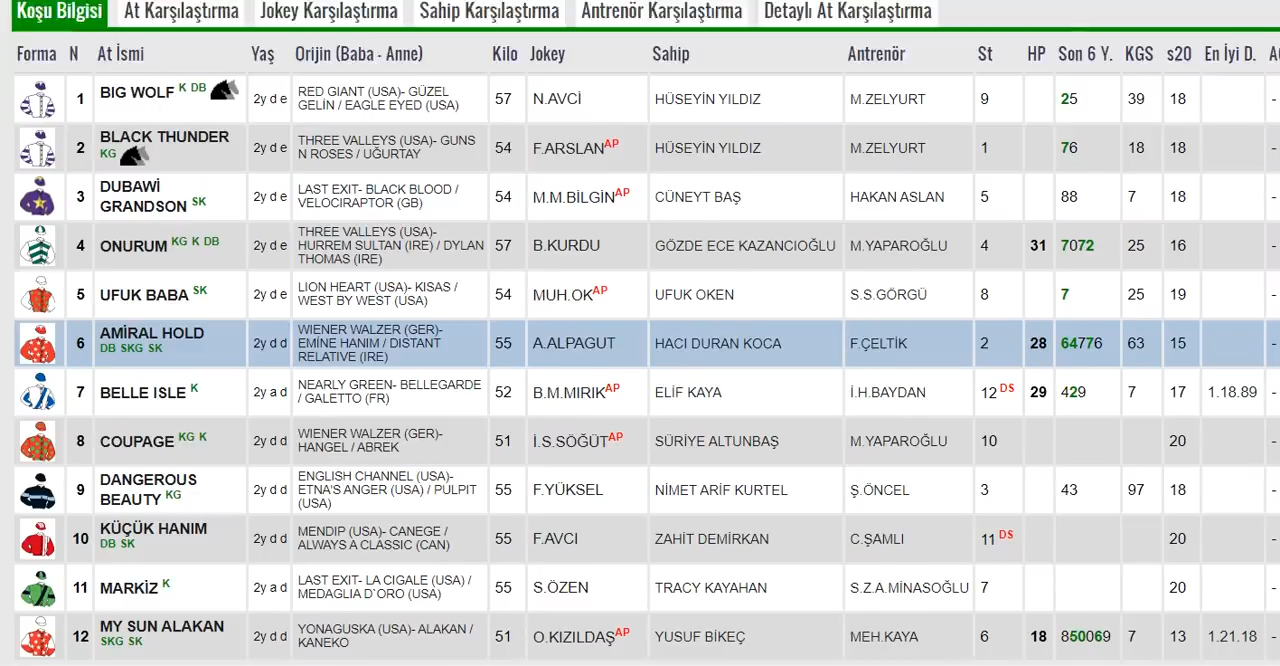 Koşu Bilgisi At Karşılaştırma Jokey Karşılaştırma Sahip Karşılaştırma Antrenör Karşılaştırma Detaylı At Karşılaştırma
Forma N At İsmi Yaş Orijin (Baba - Anne) Kilo Jokey Sahip Antrenör St HP Son 6 Y. KGS s20 En İyi D.
1 BIG WOLF K DB 2y d e RED GIANT (USA)- GÜZEL GELİN / EAGLE EYED (USA) 57 N.AVCİ HÜSEYİN YILDIZ M.ZELYURT 9 25 39 18 -
2 BLACK THUNDER KG 2y d e THREE VALLEYS (USA)- GUNS N ROSES / UĞURTAY 54 F.ARSLAN AP HÜSEYİN YILDIZ M.ZELYURT 1 76 18 18 -
3 DUBAWİ GRANDSON SK 2y d e LAST EXIT- BLACK BLOOD / VELOCIRAPTOR (GB) 54 M.M.BİLGİN AP CÜNEYT BAŞ HAKAN ASLAN 5 88 7 18 -
4 ONURUM KG K DB 2y d e THREE VALLEYS (USA)- HURREM SULTAN (IRE) / DYLAN THOMAS (IRE) 57 B.KURDU GÖZDE ECE KAZANCIOĞLU M.YAPAROĞLU 4 31 7072 25 16 -
5 UFUK BABA SK 2y d e LION HEART (USA)- KISAS / WEST BY WEST (USA) 54 MUH.OK AP UFUK OKEN S.S.GÖRGÜ 8 7 25 19 -
6 AMİRAL HOLD DB SKG SK 2y d d WIENER WALZER (GER)- EMİNE HANIM / DISTANT RELATIVE (IRE) 55 A.ALPAGUT HACI DURAN KOCA F.ÇELTİK 2 28 64776 63 15 -
7 BELLE ISLE K 2y a d NEARLY GREEN- BELLEGARDE / GALETTO (FR) 52 B.M.MIRIK AP ELİF KAYA İ.H.BAYDAN 12 DS 29 429 7 17 1.18.89 -
8 COUPAGE KG K 2y d d WIENER WALZER (GER)- HANGEL / ABREK 51 İ.S.SÖĞÜT AP SÜRİYE ALTUNBAŞ M.YAPAROĞLU 10 20 -
9 DANGEROUS BEAUTY KG 2y d d ENGLISH CHANNEL (USA)- ETNA'S ANGER (USA) / PULPIT (USA) 55 F.YÜKSEL NİMET ARİF KURTEL Ş.ÖNCEL 3 43 97 18 -
10 KÜÇÜK HANIM DB SK 2y d d MENDIP (USA)- CANEGE / ALWAYS A CLASSIC (CAN) 55 F.AVCI ZAHİT DEMİRKAN C.ŞAMLI 11 DS 20 -
11 MARKİZ K 2y a d LAST EXIT- LA CIGALE (USA) / MEDAGLIA D`ORO (USA) 55 S.ÖZEN TRACY KAYAHAN S.Z.A.MİNASOĞLU 7 20 -
12 MY SUN ALAKAN SKG SK 2y d d YONAGUSKA (USA)- ALAKAN / KANEKO 51 O.KIZILDAŞ AP YUSUF BİKEÇ MEH.KAYA 6 18 850069 7 13 1.21.18 -